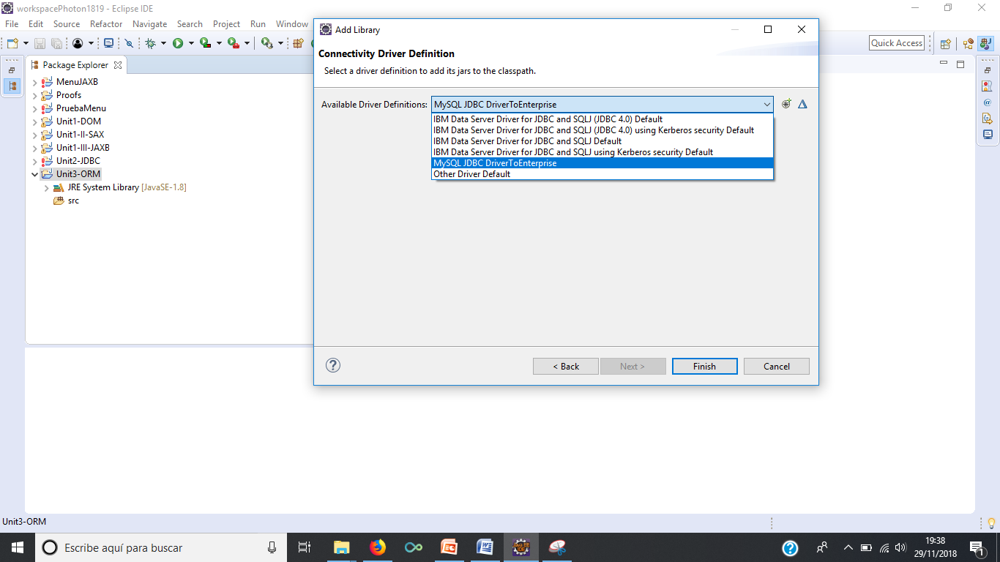 workspacePhoton1819 - Eclipse IDE
File Edit Source Refactor Navigate Search Project Run Window
Quick Access
Package Explorer
MenuJAXB
Proofs
PruebaMenu
Unit1-DOM
Unit1-II-SAX
Unit1-III-JAXB
Unit2-JDBC
Unit3-ORM
JRE System Library [JavaSE-1.8]
src
Add Library
Connectivity Driver Definition
Select a driver definition to add its jars to the classpath.
Available Driver Definitions: MySQL JDBC DriverToEnterprise
IBM Data Server Driver for JDBC and SQLJ (JDBC 4.0) Default
IBM Data Server Driver for JDBC and SQLJ (JDBC 4.0) using Kerberos security Default
IBM Data Server Driver for JDBC and SQLJ Default
IBM Data Server Driver for JDBC and SQLJ using Kerberos security Default
MySQL JDBC DriverToEnterprise
Other Driver Default
< Back Next > Finish Cancel
Unit3-ORM
Escribe aquí para buscar
19:38
29/11/2018
1